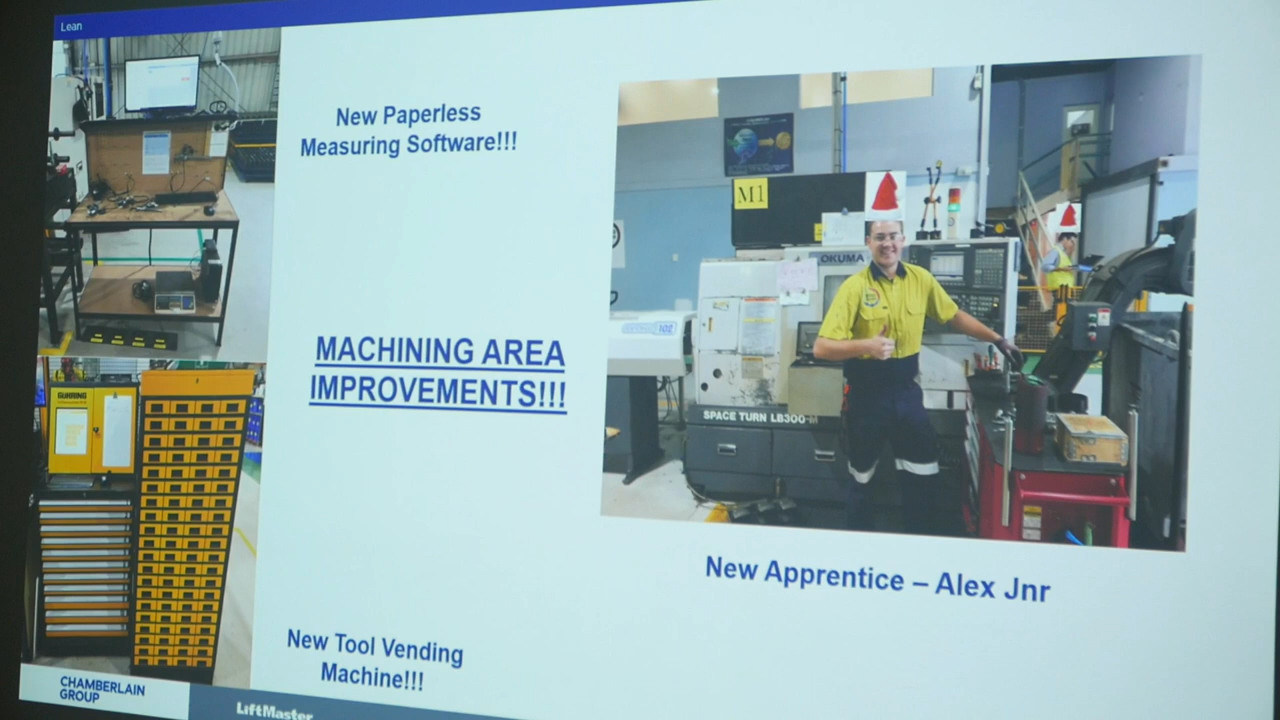 Lean
New Paperless
Measuring Software!!!
MACHINING AREA
IMPROVEMENTS!!!
New Tool Vending
Machine!!!
GUHRING
M1
OKUMA
SPACE TURN LB300-M
New Apprentice – Alex Jnr
CHAMBERLAIN
GROUP
LiftMaster